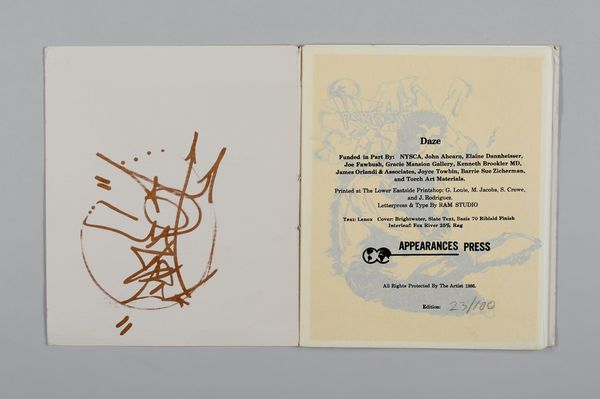 Daze
Funded in Part By: NYSCA, John Ahearn, Elaine Dannheisser,
Joe Fawbush, Gracie Mansion Gallery, Kenneth Brookler MD,
James Orlandi & Associates, Joyce Towbin, Barrie Sue Zicherman,
and Torch Art Materials.
Printed at The Lower Eastside Printshop: G. Louie, M. Jacobs, S. Crowe,
and J. Rodriguez.
Letterpress & Type By RAM STUDIO
Text: Lenox Cover: Brightwater, Slate Text, Basis 70 Riblaid Finish
Interleaf: Fox River 25% Rag
APPEARANCES PRESS
All Rights Protected By The Artist 1986.
Edition: 23/100